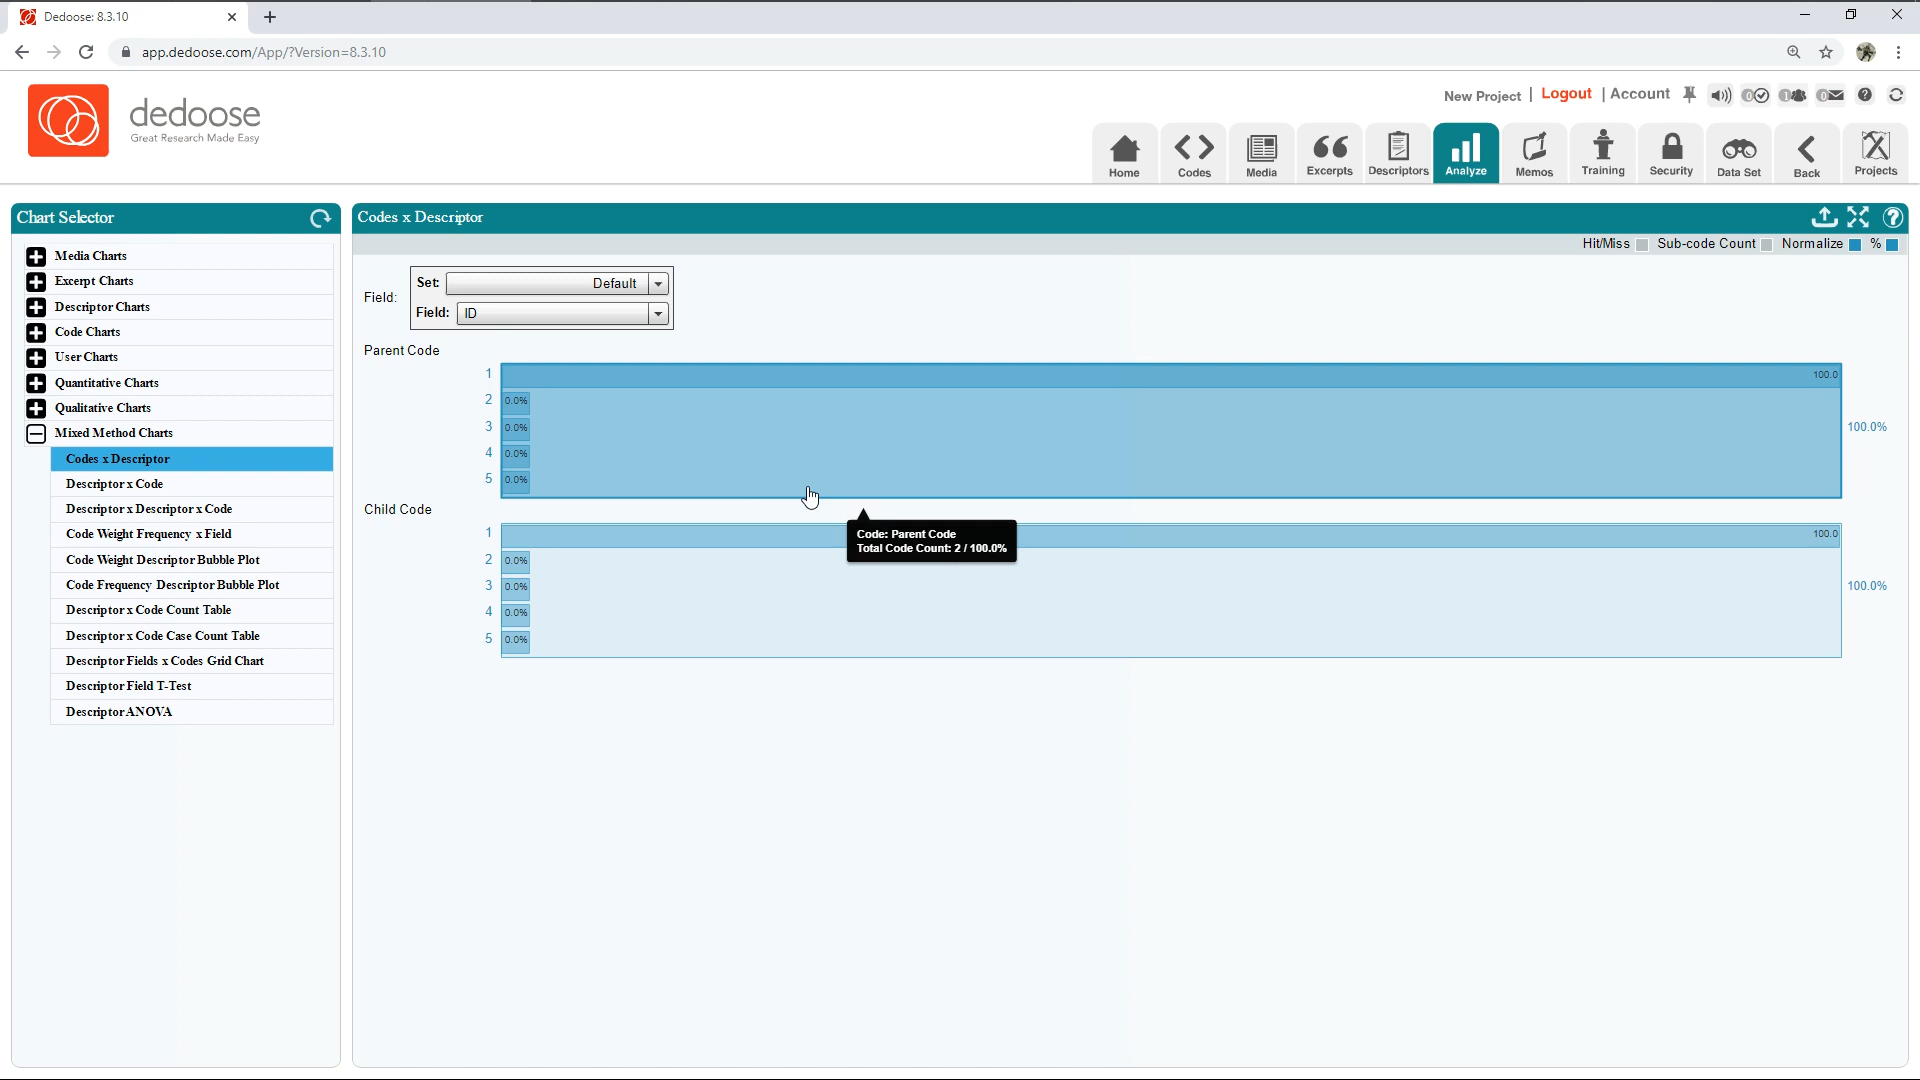 Dedoose: 8.3.10
app.dedoose.com/App/?Version=8.3.10
dedoose
Great Research Made Easy
New Project | Logout | Account 0 1 0
Home Codes Media Excerpts Descriptors Analyze Memos Training Security Data Set Back Projects
Chart Selector
Media Charts
Excerpt Charts
Descriptor Charts
Code Charts
User Charts
Quantitative Charts
Qualitative Charts
Mixed Method Charts
Codes x Descriptor
Descriptor x Code
Descriptor x Descriptor x Code
Code Weight Frequency x Field
Code Weight Descriptor Bubble Plot
Code Frequency Descriptor Bubble Plot
Descriptor x Code Count Table
Descriptor x Code Case Count Table
Descriptor Fields x Codes Grid Chart
Descriptor Field T-Test
Descriptor ANOVA
Codes x Descriptor
Hit/Miss Sub-code Count Normalize %
Field:
Set: Default
Field: ID
Parent Code
1 100.0
2 0.0%
3 0.0% 100.0%
4 0.0%
5 0.0%
Child Code
1 100.0
2 0.0%
3 0.0% 100.0%
4 0.0%
5 0.0%
Code: Parent Code
Total Code Count: 2 / 100.0%